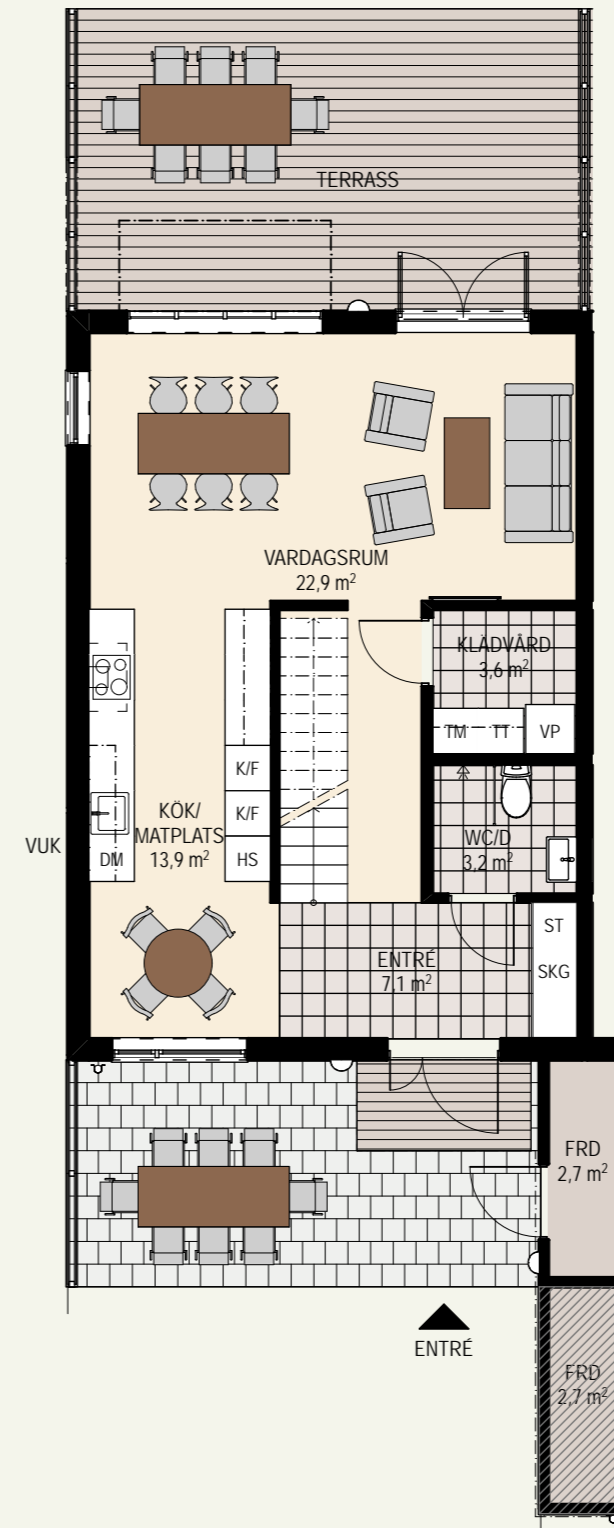 TERRASS
VARDAGSRUM
22,9 m²
KLÄDVÅRD
3,6 m²
TM TT VP
K/F
K/F
HS
KÖK/
MATPLATS
13,9 m²
VUK
DM
WC/D
3,2 m²
ST
SKG
ENTRÉ
7,1 m²
FRD
2,7 m²
ENTRÉ
FRD
2,7 m²